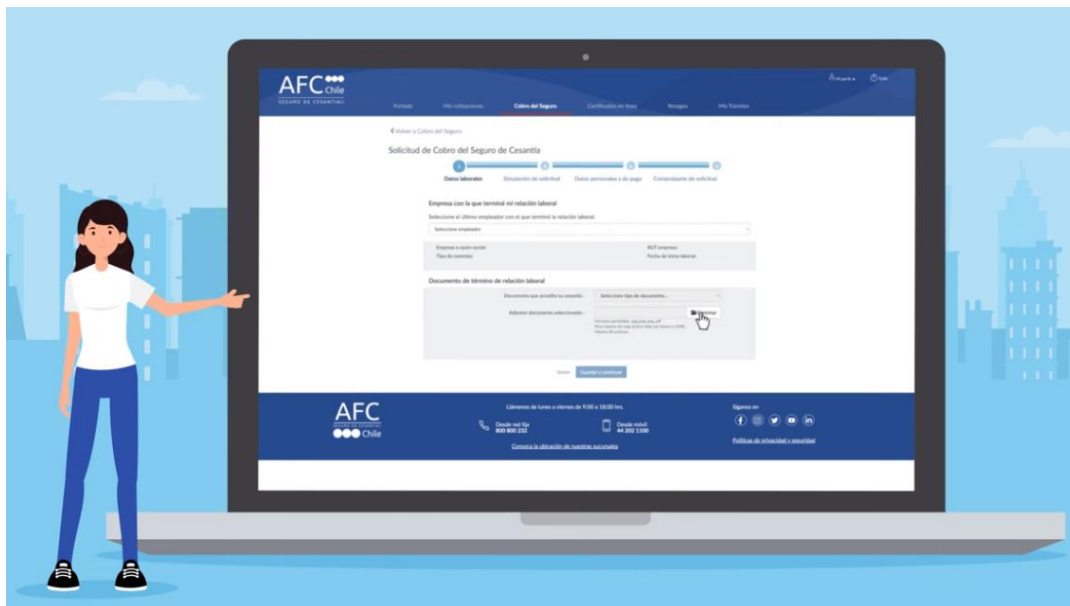 AFC Chile
SEGURO DE CESANTÍA
Salir
Portada Mis cotizaciones Cobro del Seguro Certificados en línea Rezagos Mis Trámites
Volver a Cobro del Seguro
Solicitud de Cobro del Seguro de Cesantía
1
Datos laborales Simulación de solicitud Datos personales y de pago Comprobante de solicitud
Empresa con la que terminé mi relación laboral
Seleccione el último empleador con el que terminó la relación laboral.
Seleccione empleador
Empresa o razón social RUT empresa:
Tipo de contrato: Fecha de inicio laboral:
Documento de término de relación laboral
Documento que acredita su cesantía : Seleccione tipo de documento...
Adjuntar documento seleccionado :
Volver Guardar y continuar
AFC
SEGURO DE CESANTÍA
Chile
Llámenos de lunes a viernes de 9:00 a 18:00 hrs.
Desde red fija
800 800 232
Desde móvil
44 202 1500
Conozca la ubicación de nuestras sucursales
Síganos en
Políticas de privacidad y seguridad